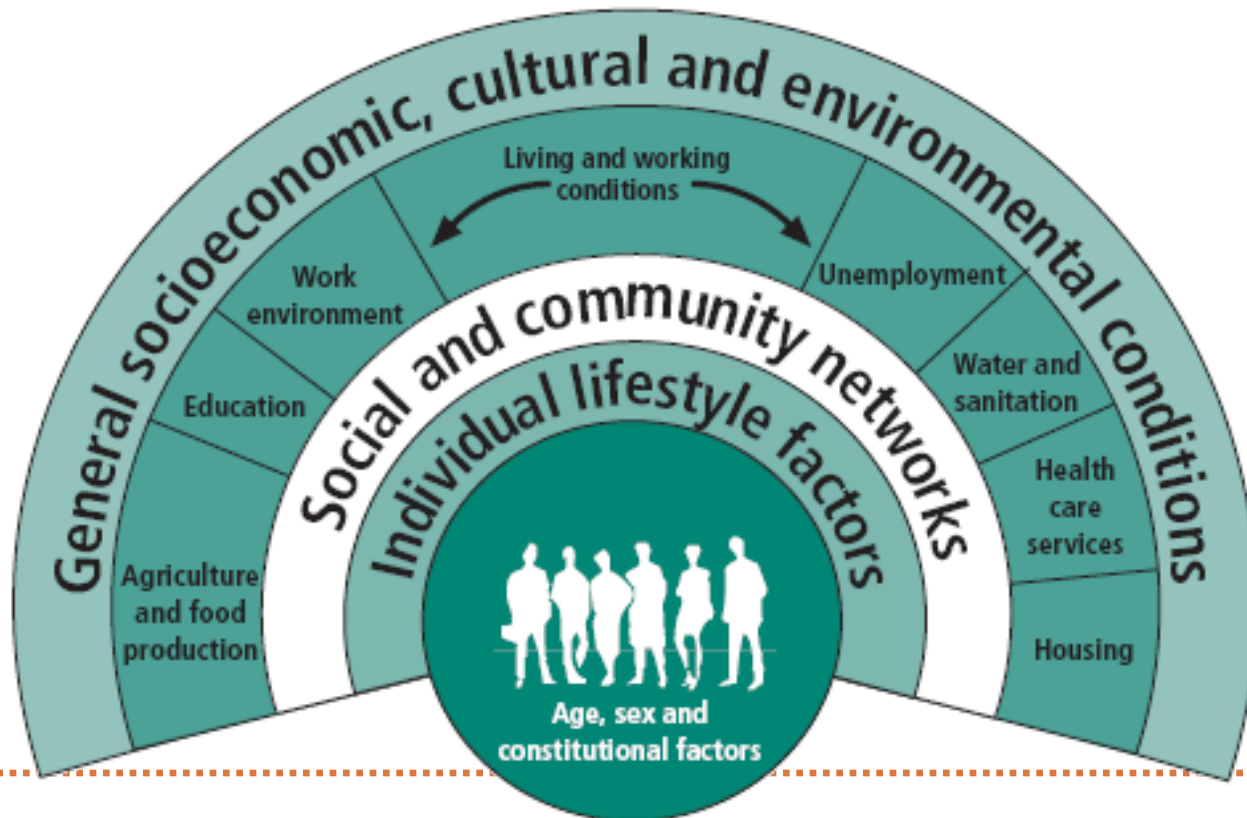 General socioeconomic, cultural and environmental conditions
Living and working
conditions
Work
environment
Unemployment
Education
Water and
sanitation
Agriculture
and food
production
Health
care
services
Housing
Social and community networks
Individual lifestyle factors
Age, sex and
constitutional factors